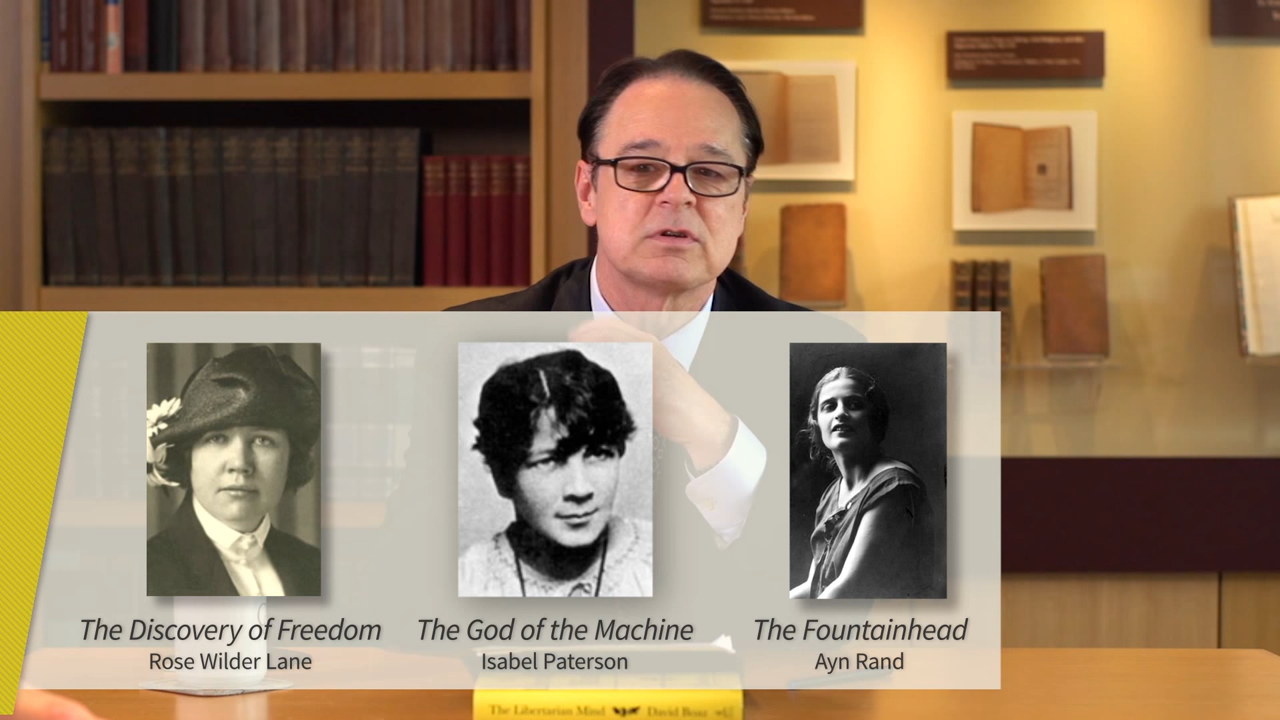 The Discovery of Freedom
Rose Wilder Lane
The God of the Machine
Isabel Paterson
The Fountainhead
Ayn Rand
The Libertarian Mind David Boaz